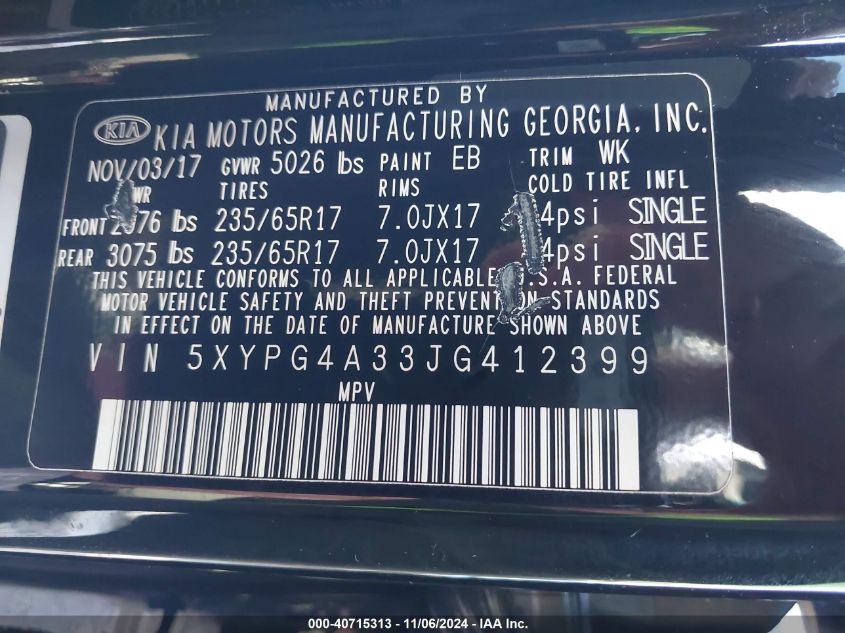 MANUFACTURED BY
KIA KIA MOTORS MANUFACTURING GEORGIA, INC.
NOV/03/17 GVWR 5026 lbs PAINT EB TRIM WK
TIRES RIMS COLD TIRE INFL
FRONT lbs 235/65R17 7.0JX17 SINGLE
REAR 3075 lbs 235/65R17 7.0JX17 SINGLE
THIS VEHICLE CONFORMS TO ALL APPLICABLE .S.A. FEDERAL
MOTOR VEHICLE SAFETY AND THEFT PREVENTION STANDARDS
IN EFFECT ON THE DATE OF MANUFACTURE SHOWN ABOVE
VIN 5XYPG4A33JG412399
MPV
000-40715313 - 11/06/2024 - IAA Inc.